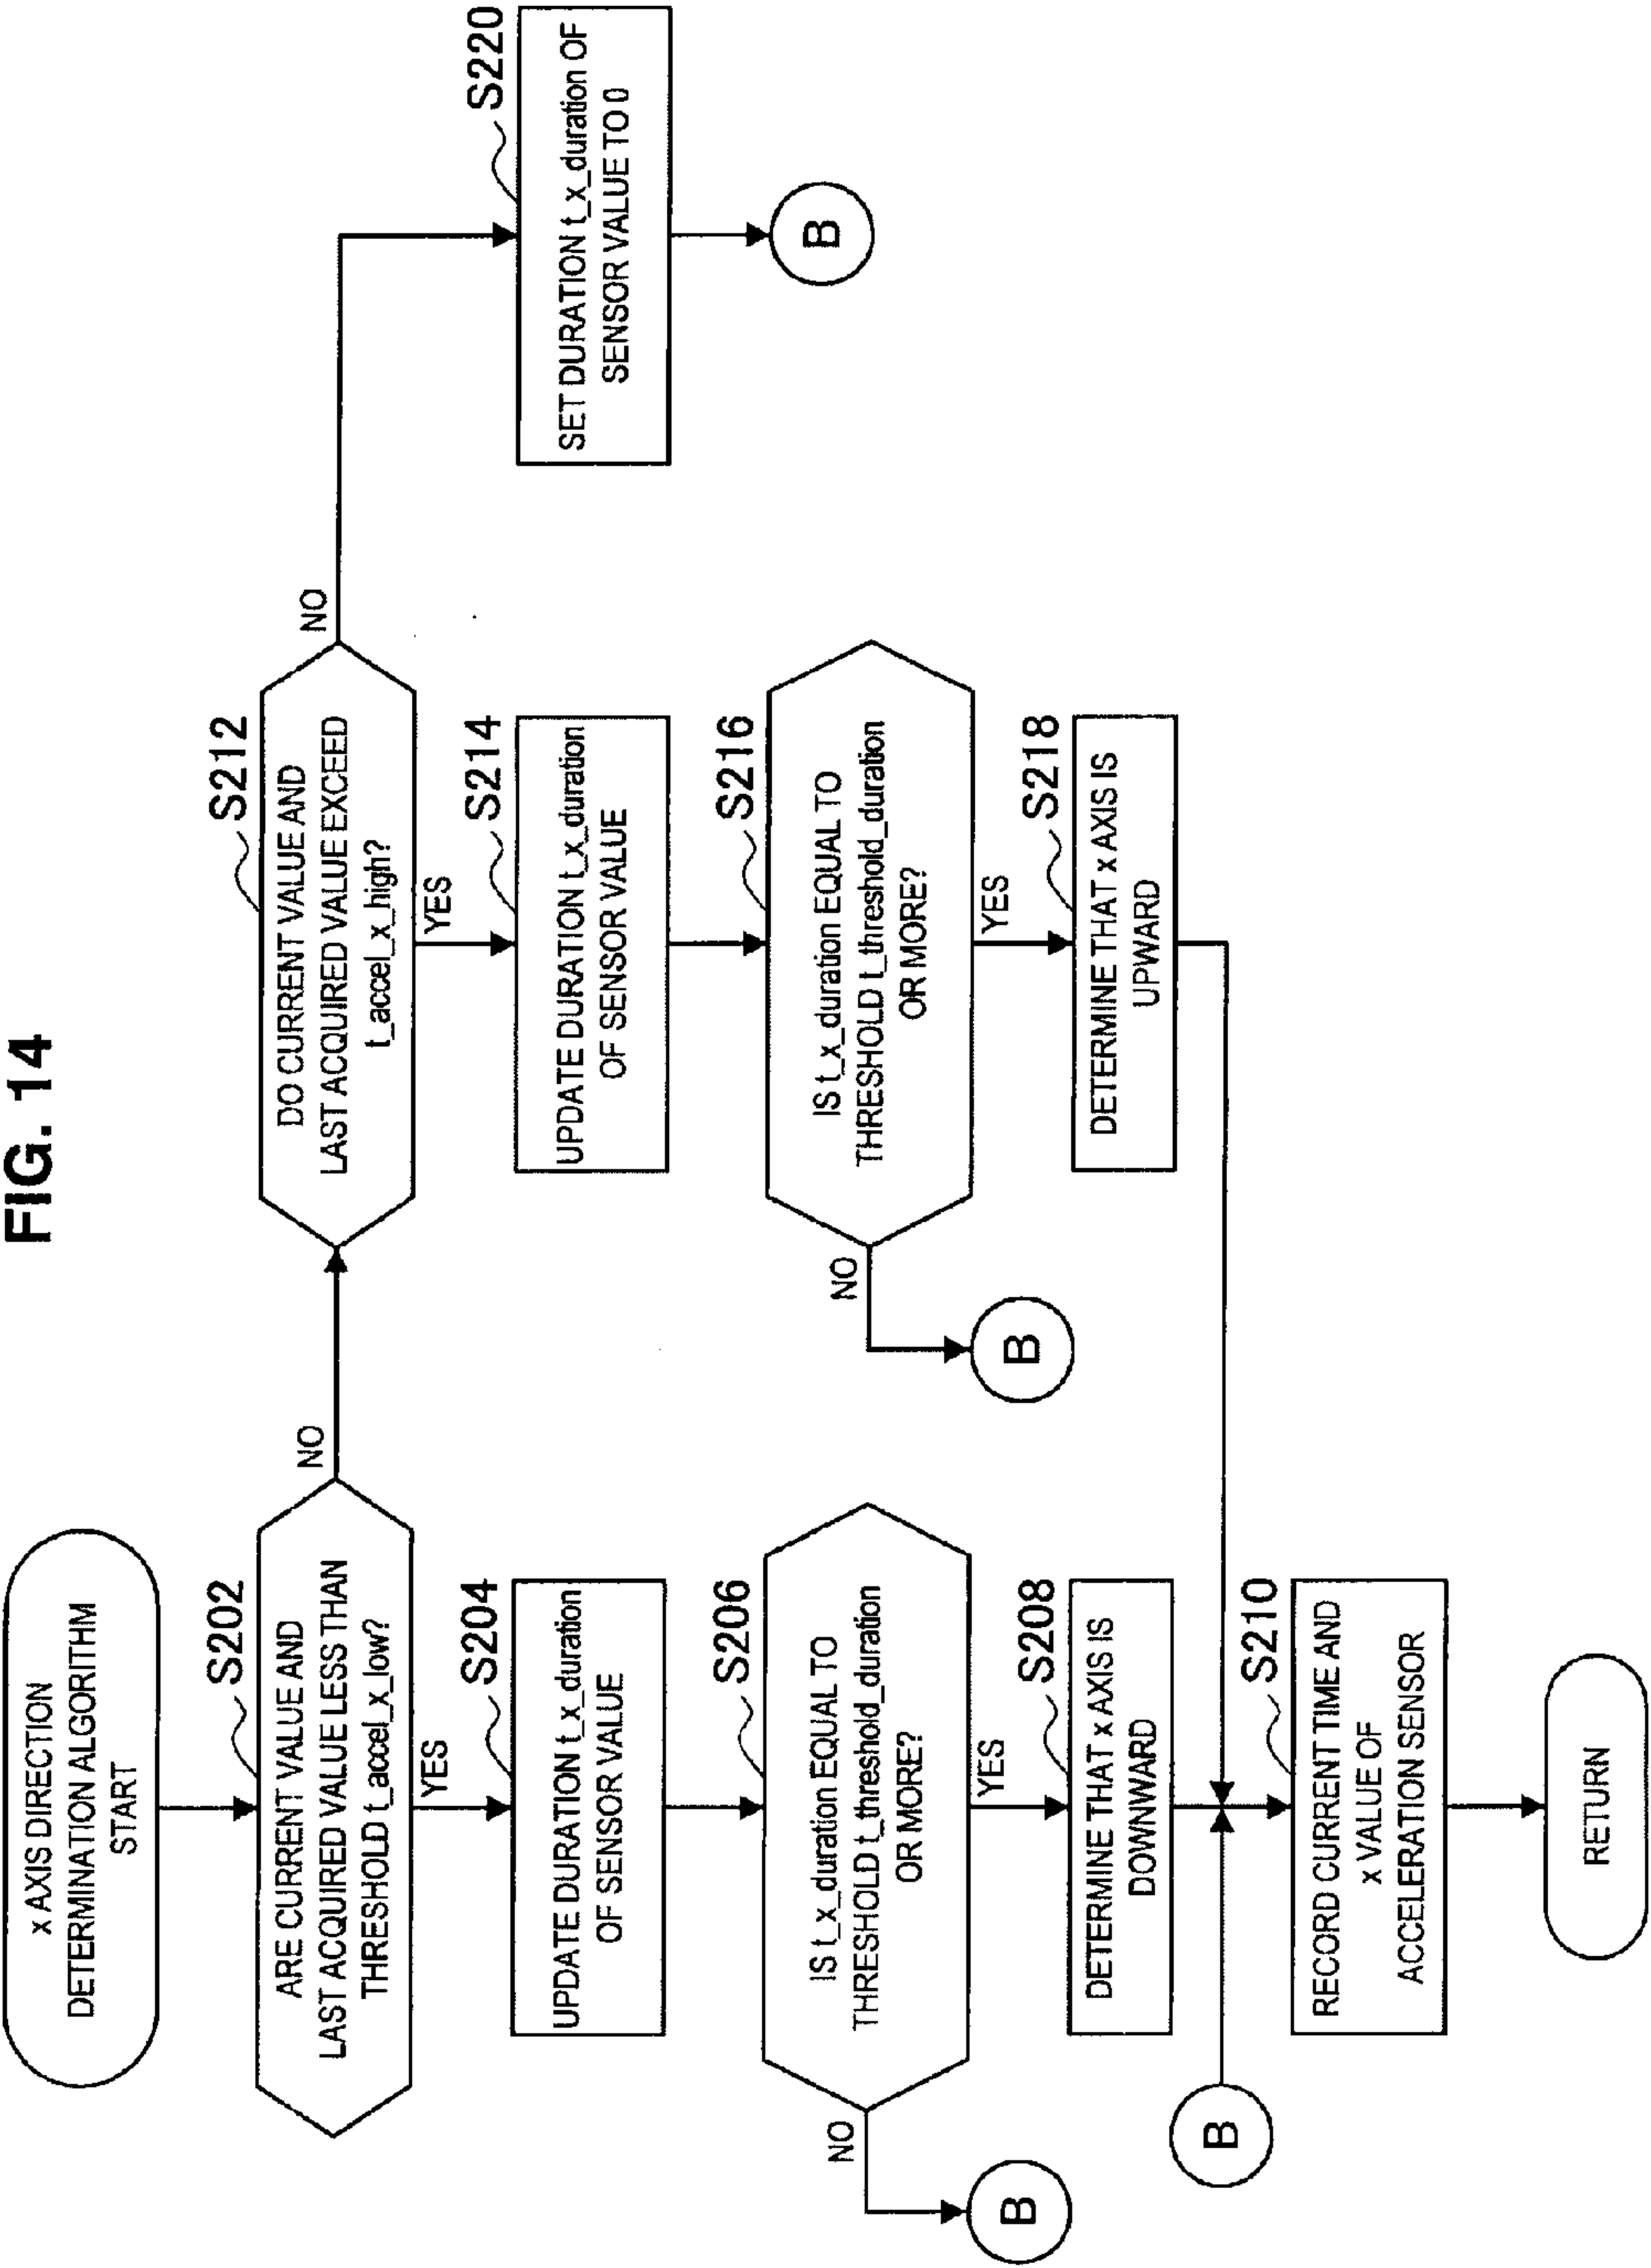 FIG. 14
x AXIS DIRECTION
DETERMINATION ALGORITHM
START
S202
ARE CURRENT VALUE AND
LAST ACQUIRED VALUE LESS THAN
THRESHOLD t_accel_x_low?
NO
YES
S204
UPDATE DURATION t_x_duration
OF SENSOR VALUE
S206
IS t_x_duration EQUAL TO
THRESHOLD t_threshold_duration
OR MORE?
NO
B
YES
S208
DETERMINE THAT x AXIS IS
DOWNWARD
B
S210
RECORD CURRENT TIME AND
x VALUE OF
ACCELERATION SENSOR
RETURN
S212
DO CURRENT VALUE AND
LAST ACQUIRED VALUE EXCEED
t_accel_x_high?
NO
YES
S214
UPDATE DURATION t_x_duration
OF SENSOR VALUE
S216
IS t_x_duration EQUAL TO
THRESHOLD t_threshold_duration
OR MORE?
NO
B
YES
S218
DETERMINE THAT x AXIS IS
UPWARD
S220
SET DURATION t_x_duration OF
SENSOR VALUE TO 0
B